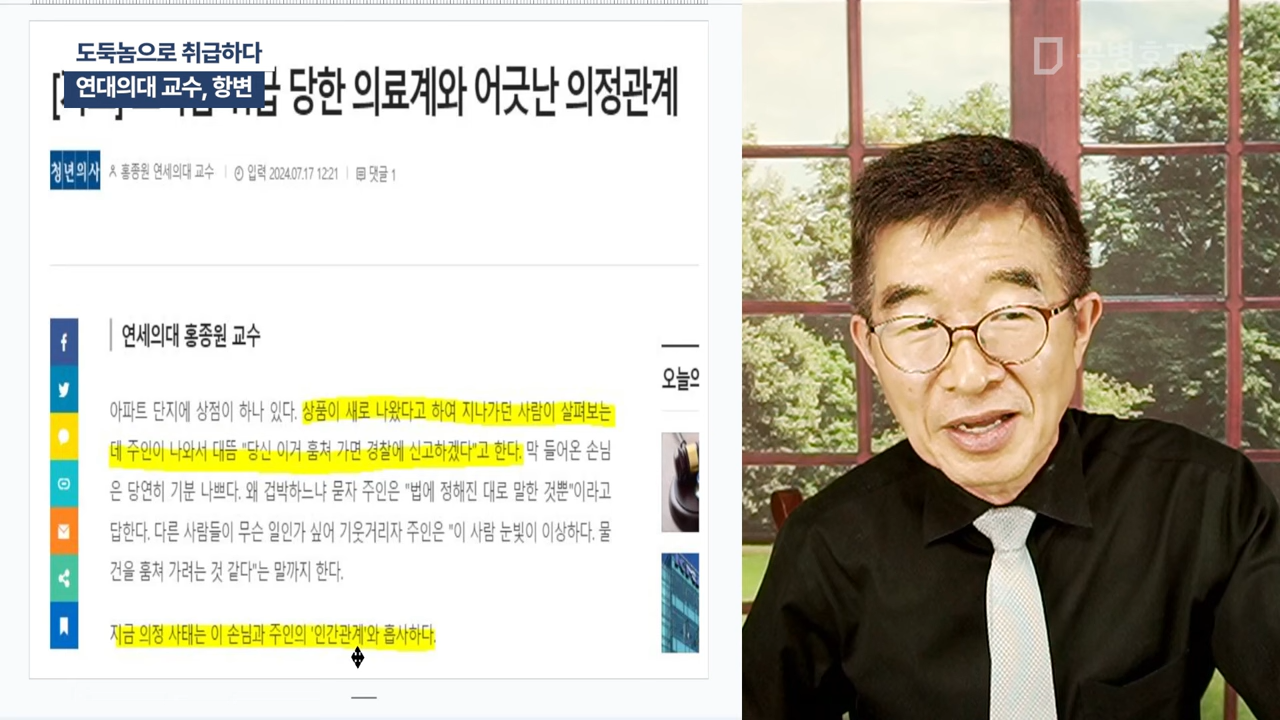 도둑놈으로 취급하다
연대의대 교수, 항변
당한 의료계와 어긋난 의정관계
청년의사 홍종원 연세의대 교수 입력 2024.07.17 12:21 댓글 1
연세의대 홍종원 교수
오늘의
아파트 단지에 상점이 하나 있다. 상품이 새로 나왔다고 하여 지나가던 사람이 살펴보는
데 주인이 나와서 대뜸 "당신 이거 훔쳐 가면 경찰에 신고하겠다"고 한다. 막 들어온 손님
은 당연히 기분 나쁘다. 왜 겁박하느냐 묻자 주인은 "법에 정해진 대로 말한 것뿐"이라고
답한다. 다른 사람들이 무슨 일인가 싶어 기웃거리자 주인은 "이 사람 눈빛이 이상하다. 물
건을 훔쳐 가려는 것 같다"는 말까지 한다.
지금 의정 사태는 이 손님과 주인의 '인간관계'와 흡사하다.
공병호